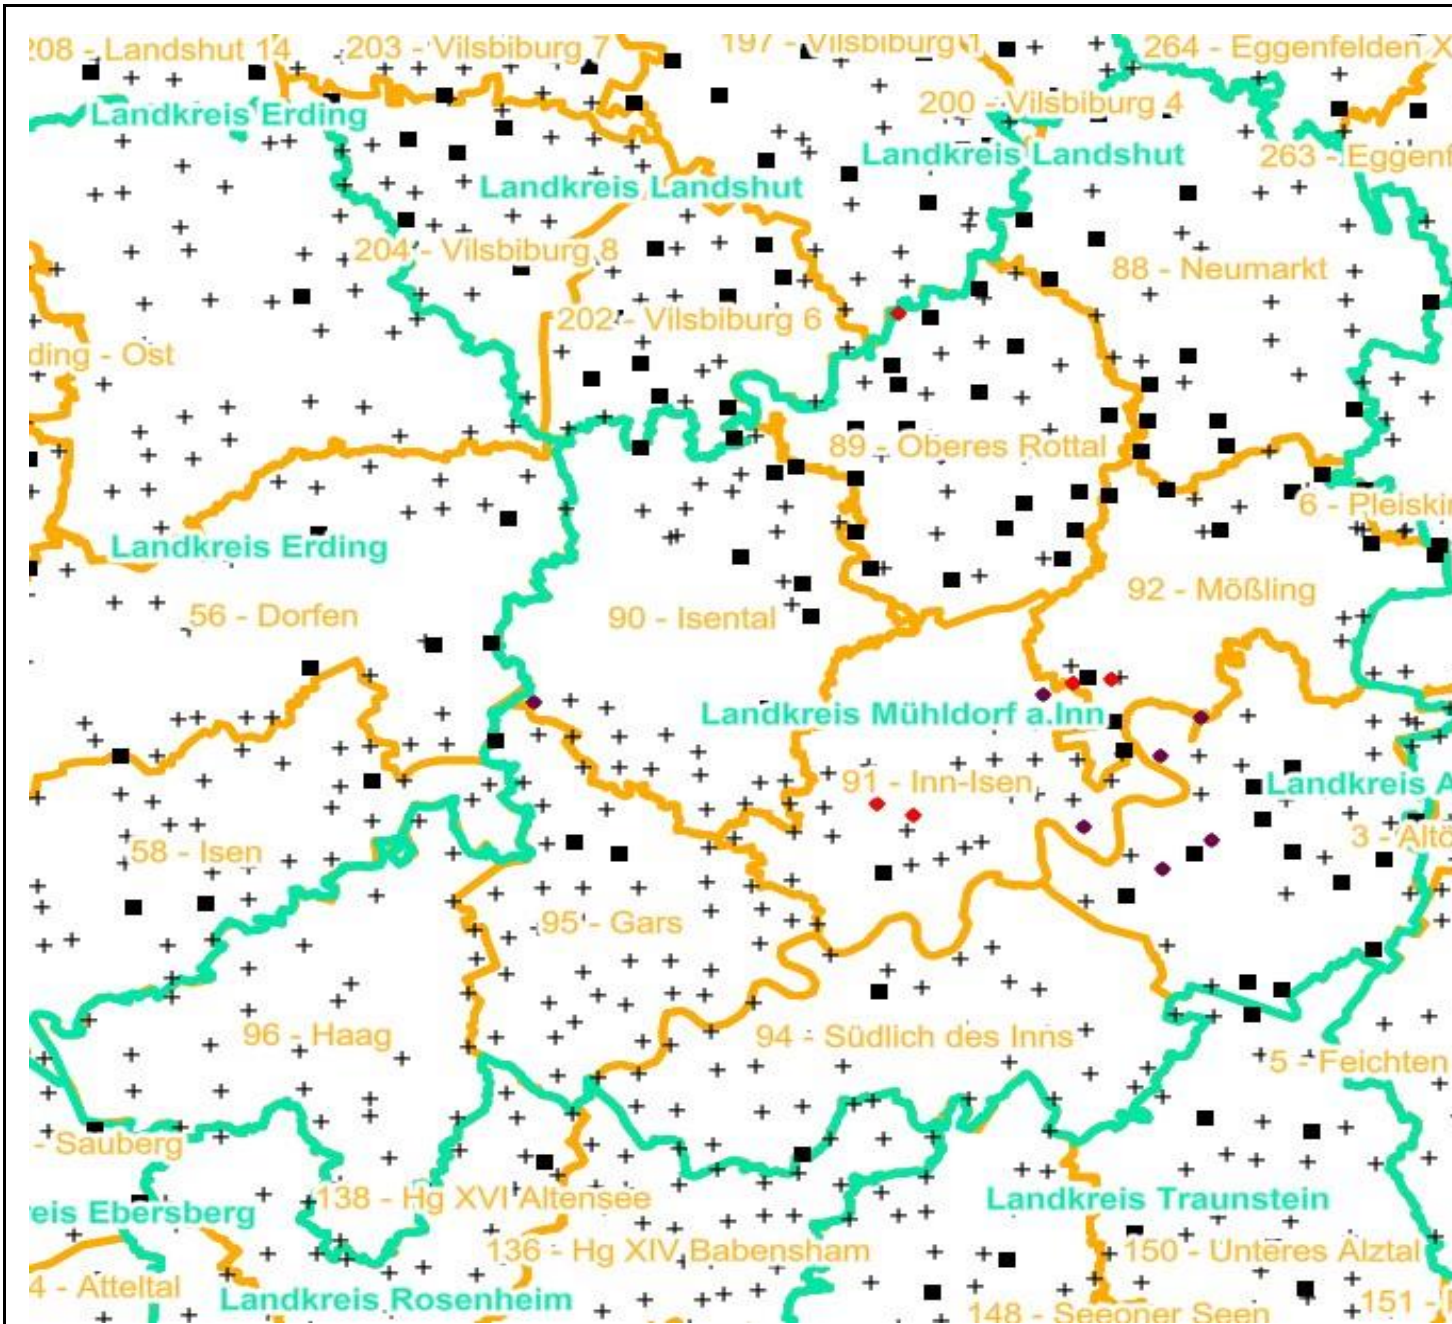 208 - Landshut 14
203 - Vilsbiburg 7
197 - Vilsbiburg 1
264 - Eggenfelden X
200 - Vilsbiburg 4
Landkreis Erding
Landkreis Landshut
263 - Eggenf
Landkreis Landshut
204 - Vilsbiburg 8
88 - Neumarkt
202 - Vilsbiburg 6
ding - Ost
89 - Oberes Rottal
6 - Pleiskir
Landkreis Erding
92 - Mößling
56 - Dorfen
90 - Isental
Landkreis Mühldorf a.Inn
91 - Inn-Isen
Landkreis A
3 - Altö
58 - Isen
95 - Gars
96 - Haag
94 - Südlich des Inns
5 - Feichten
- Sauberg
138 - Hg XVI Altensee
Landkreis Traunstein
eis Ebersberg
136 - Hg XIV Babensham
150 - Unteres Alztal
4 - Atteltal
Landkreis Rosenheim
148 - Seeoner Seen
151 -